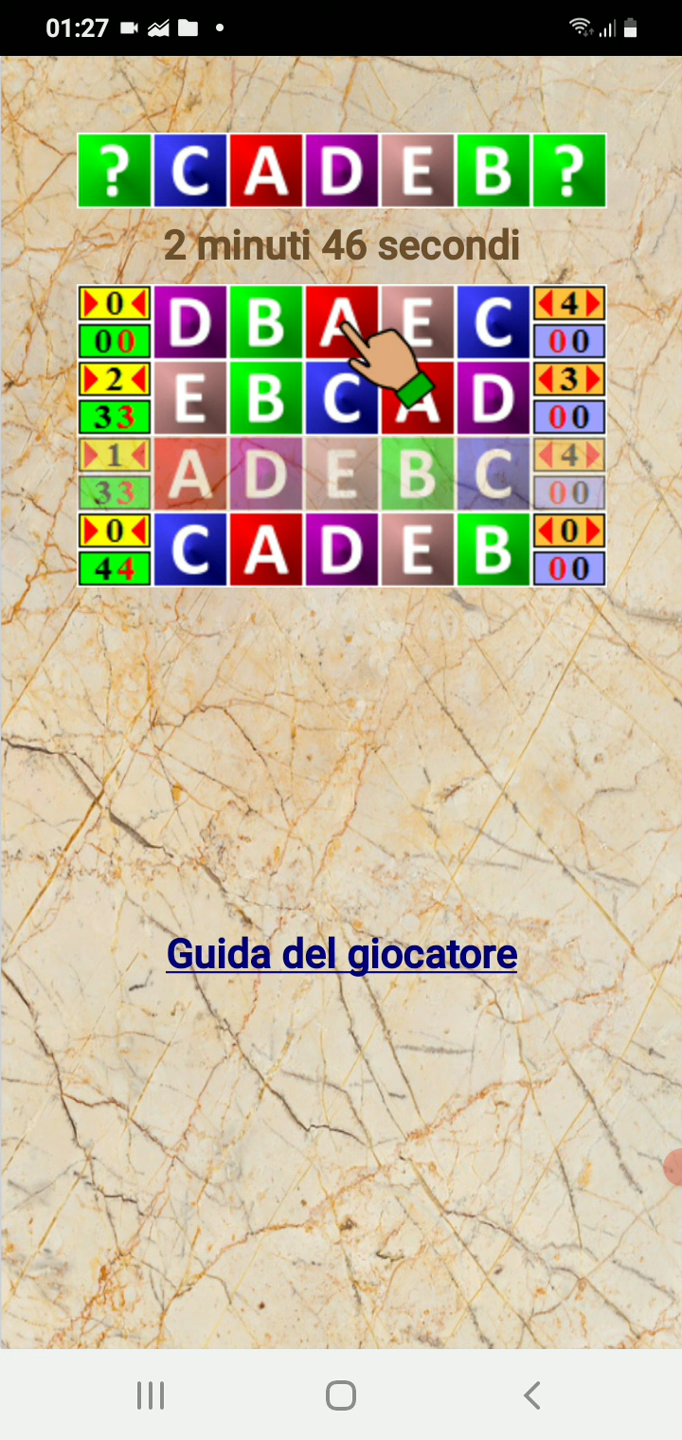 01:27
? C A D E B ?
2 minuti 46 secondi
0 D B A E C 4
00 00
2 E B C A D 3
33 00
1 A D E B C 4
33 00
0 C A D E B 0
44 00
Guida del giocatore